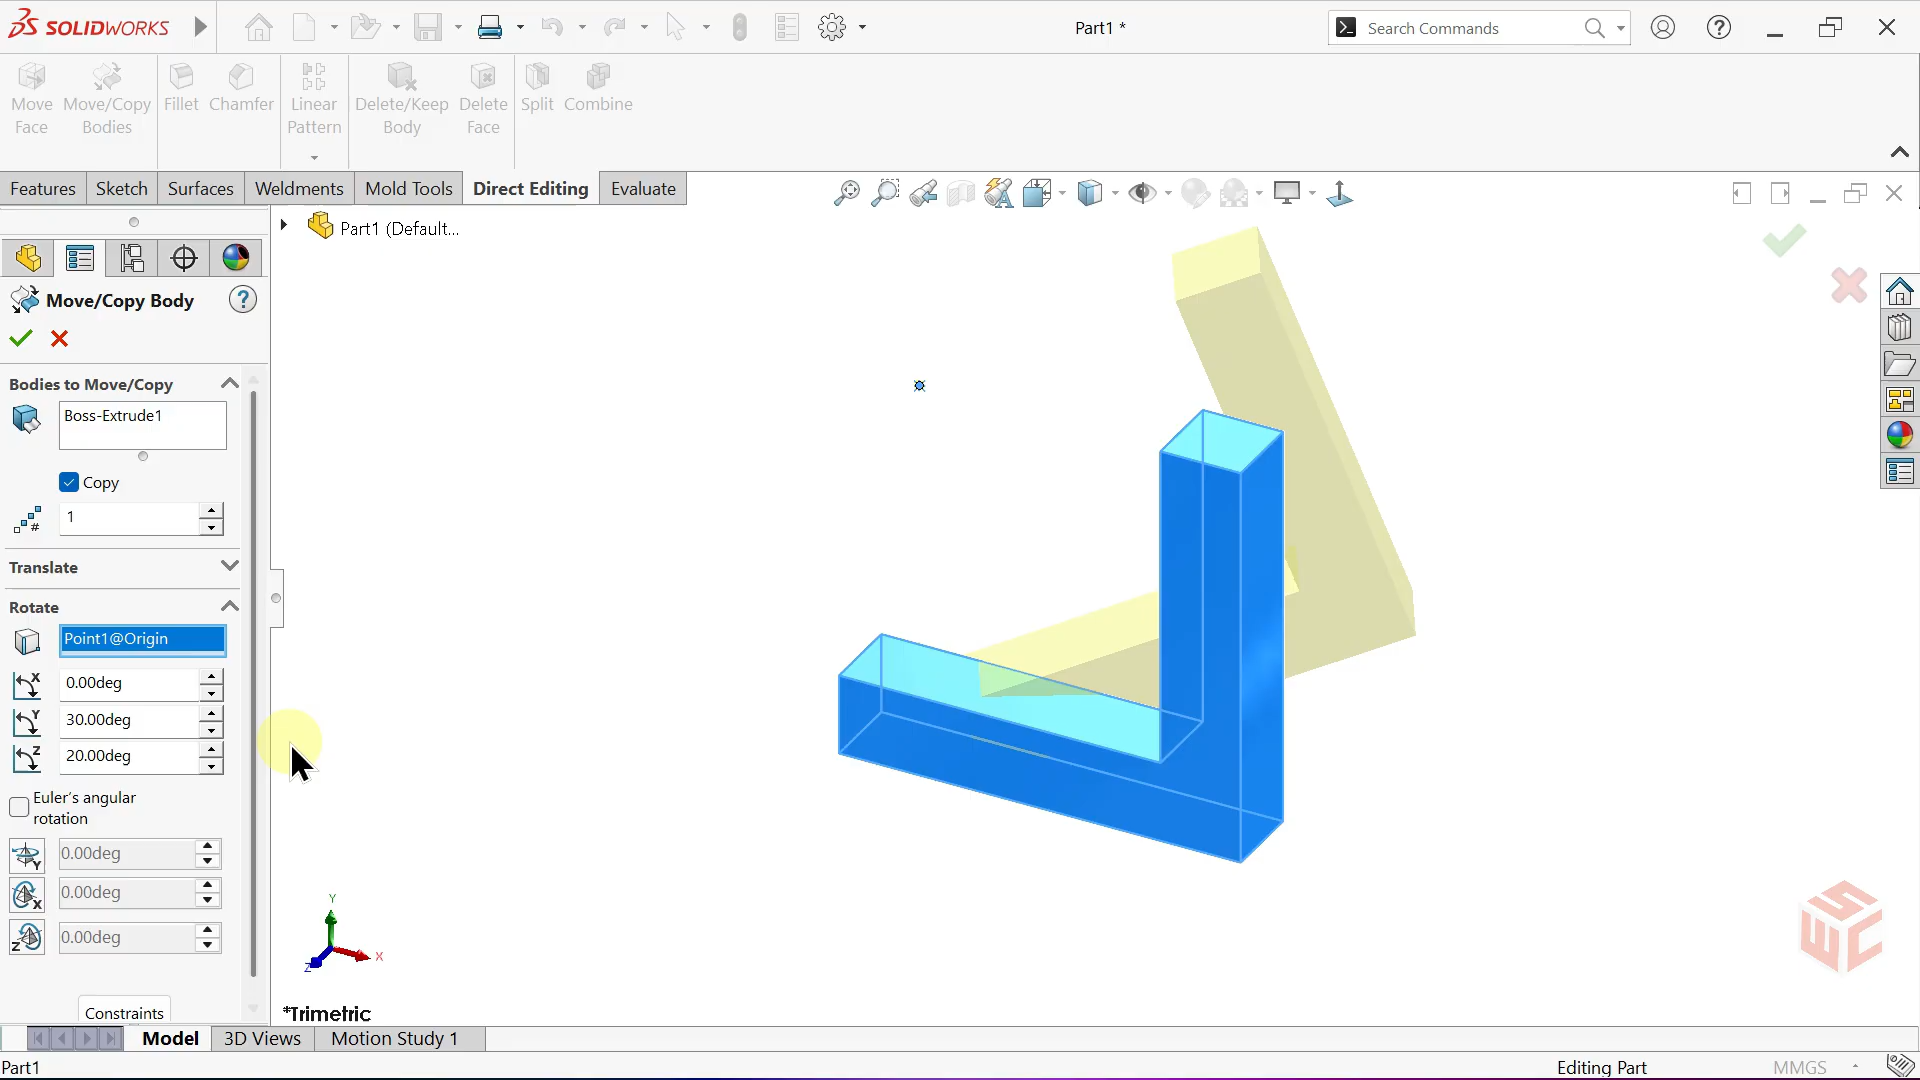 SOLIDWORKS
Part1 *
Search Commands
Move Face
Move/Copy Bodies
Fillet
Chamfer
Linear Pattern
Delete/Keep Body
Delete Face
Split
Combine
Features
Sketch
Surfaces
Weldments
Mold Tools
Direct Editing
Evaluate
Part1 (Default...
Move/Copy Body
Bodies to Move/Copy
Boss-Extrude1
Copy
#
1
Translate
Rotate
Point1@Origin
X
0.00deg
Y
30.00deg
Z
20.00deg
Euler's angular
rotation
Y
0.00deg
X
0.00deg
Z
0.00deg
Constraints
Y
X
Z
*Trimetric
SWC
Model
3D Views
Motion Study 1
Part1
Editing Part
MMGS